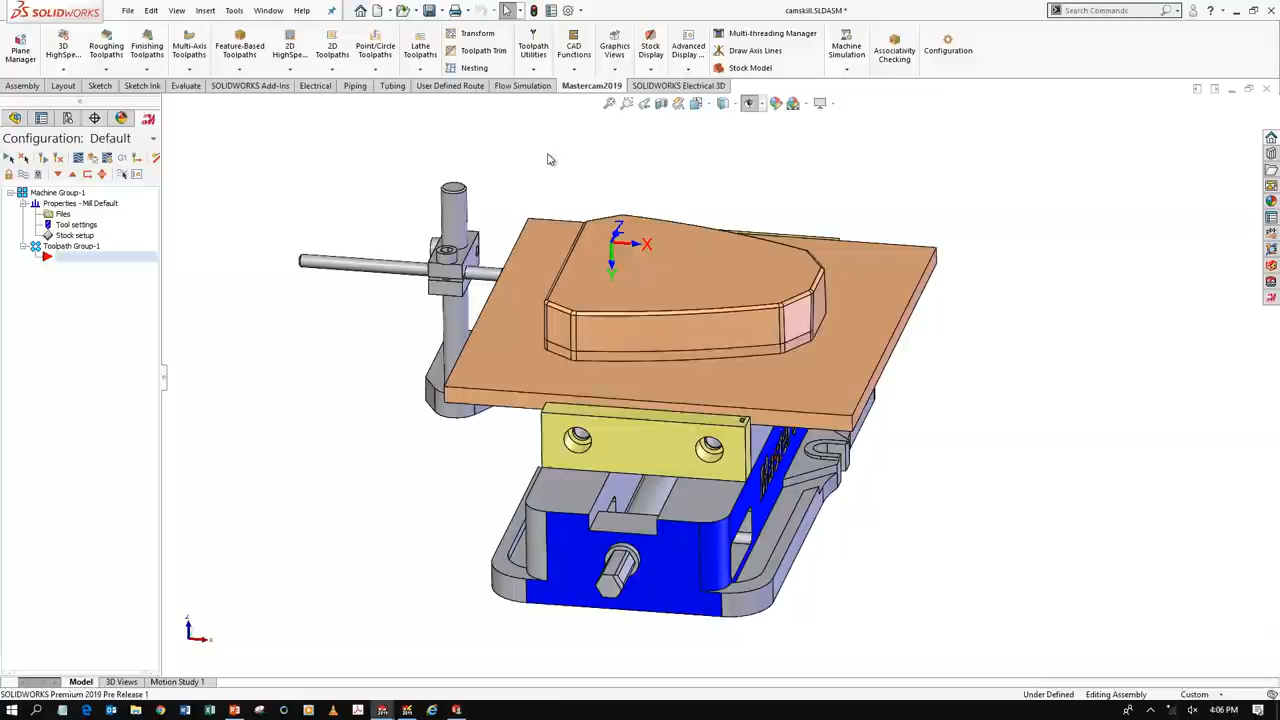 SOLIDWORKS
File Edit View Insert Tools Window Help
camskill.SLDASM *
Search Commands
Plane Manager
3D HighSpe...
Roughing Toolpaths
Finishing Toolpaths
Multi-Axis Toolpaths
Feature-Based Toolpaths
2D HighSpe...
2D Toolpaths
Point/Circle Toolpaths
Lathe Toolpaths
Transform
Toolpath Trim
Nesting
Toolpath Utilities
CAD Functions
Graphics Views
Stock Display
Advanced Display ...
Multi-threading Manager
Draw Axis Lines
Stock Model
Machine Simulation
Associativity Checking
Configuration
Assembly Layout Sketch Sketch Ink Evaluate SOLIDWORKS Add-Ins Electrical Piping Tubing User Defined Route Flow Simulation Mastercam2019 SOLIDWORKS Electrical 3D
Configuration: Default
G1
Machine Group-1
Properties - Mill Default
Files
Tool settings
Stock setup
Toolpath Group-1
Z
X
Y
z
x
Model 3D Views Motion Study 1
SOLIDWORKS Premium 2019 Pre Release 1
Under Defined Editing Assembly Custom
4:06 PM